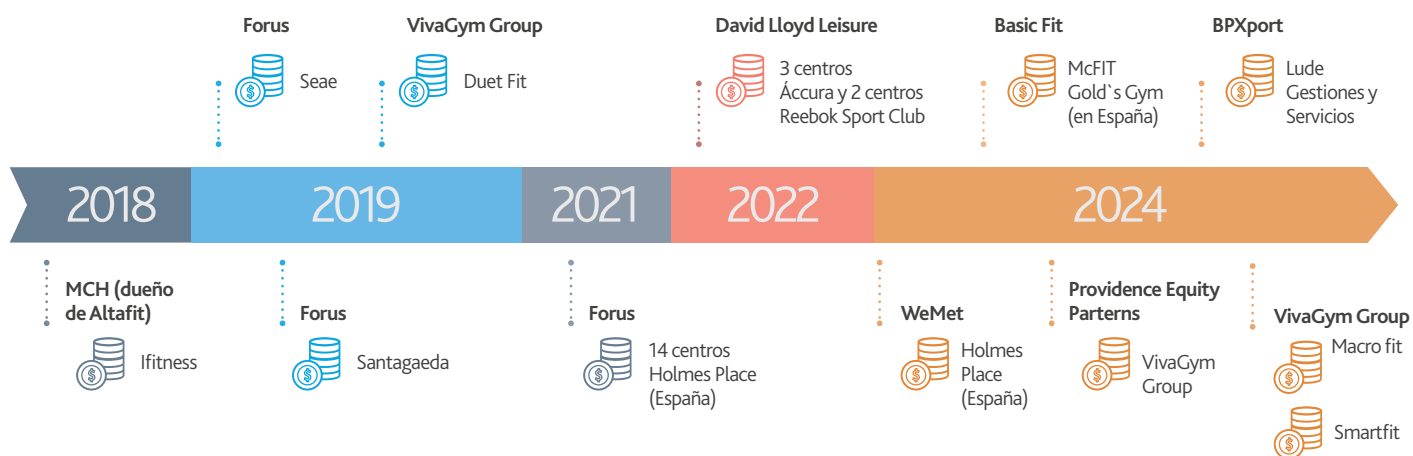 Forus
Seae
VivaGym Group
Duet Fit
David Lloyd Leisure
3 centros
Áccura y 2 centros
Reebok Sport Club
Basic Fit
McFIT
Gold`s Gym
(en España)
BPXport
Lude
Gestiones y
Servicios
2018
2019
2021
2022
2024
MCH (dueño
de Altafit)
Ifitness
Forus
Santagaeda
Forus
14 centros
Holmes Place
(España)
WeMet
Holmes
Place
(España)
Providence Equity
Parterns
VivaGym
Group
VivaGym Group
Macro fit
Smartfit